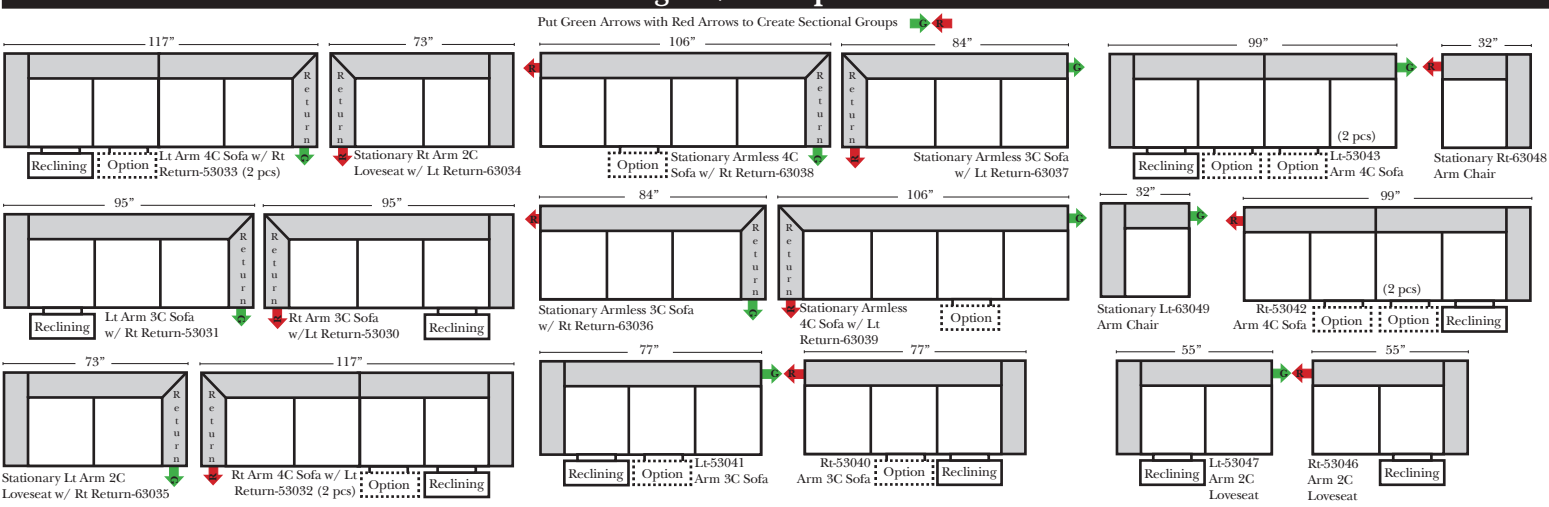 Put Green Arrows with Red Arrows to Create Sectional Groups G R
117”
73”
106”
84”
99”
32”
Return
Return
Return
Return
R
G
G
R
G
R
G
R
(2 pcs)
Reclining
Option
Lt Arm 4C Sofa w/ Rt
Return-53033 (2 pcs)
Stationary Rt Arm 2C
Loveseat w/ Lt Return-63034
Option
Stationary Armless 4C
Sofa w/ Rt Return-63038
Stationary Armless 3C Sofa
w/ Lt Return-63037
Reclining
Option
Option
Lt-53043
Arm 4C Sofa
Stationary Rt-63048
Arm Chair
95”
95”
84”
106”
32”
99”
Return
Return
Return
Return
G
R
R
G
R
G
G
R
(2 pcs)
Reclining
Lt Arm 3C Sofa
w/ Rt Return-53031
Rt Arm 3C Sofa
w/Lt Return-53030
Reclining
Stationary Armless 3C Sofa
w/ Rt Return-63036
Stationary Armless
4C Sofa w/ Lt
Return-63039
Option
Stationary Lt-63049
Arm Chair
Rt-53042
Arm 4C Sofa
Option
Option
Reclining
73”
117”
77”
77”
55”
55”
Return
Return
G
R
G
R
G
R
Stationary Lt Arm 2C
Loveseat w/ Rt Return-63035
Rt Arm 4C Sofa w/ Lt
Return-53032 (2 pcs)
Option
Reclining
Reclining
Option
Lt-53041
Arm 3C Sofa
Rt-53040
Arm 3C Sofa
Option
Reclining
Reclining
Lt-53047
Arm 2C
Loveseat
Rt-53046
Arm 2C
Loveseat
Reclining